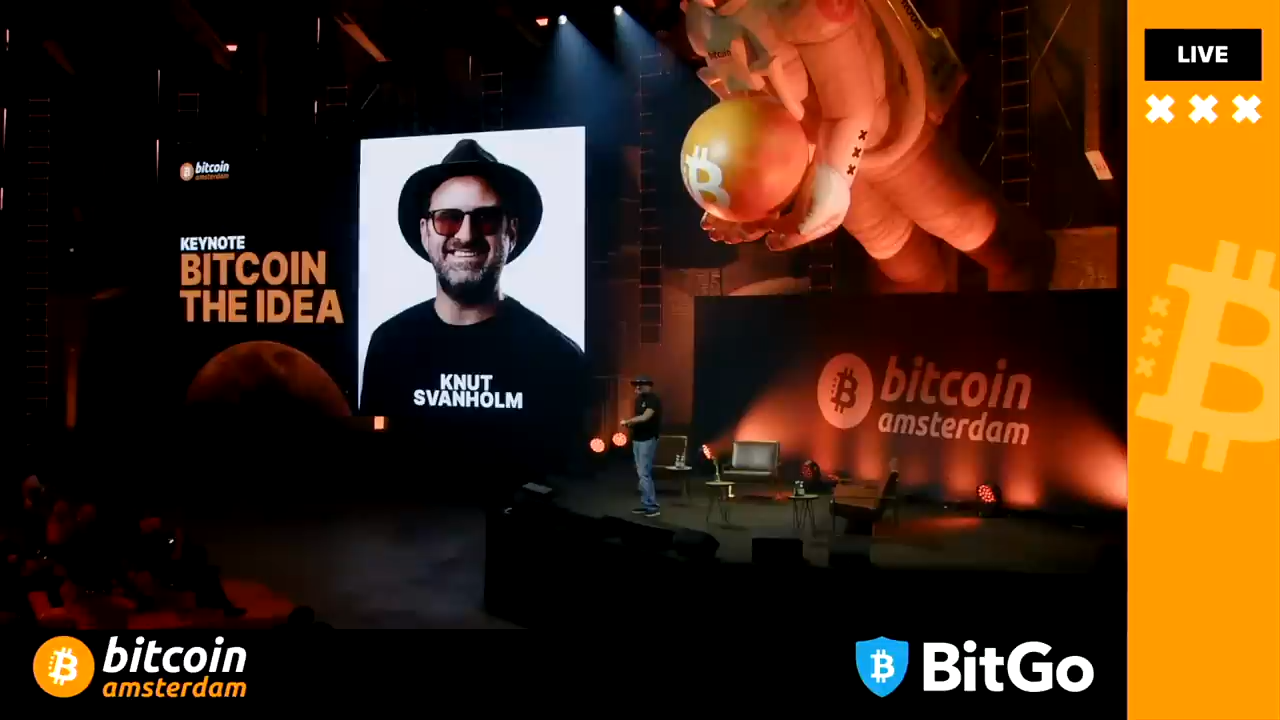 LIVE
bitcoin
amsterdam
KEYNOTE
BITCOIN
THE IDEA
KNUT
SVANHOLM
bitcoin
amsterdam
bitcoin
amsterdam
BitGo